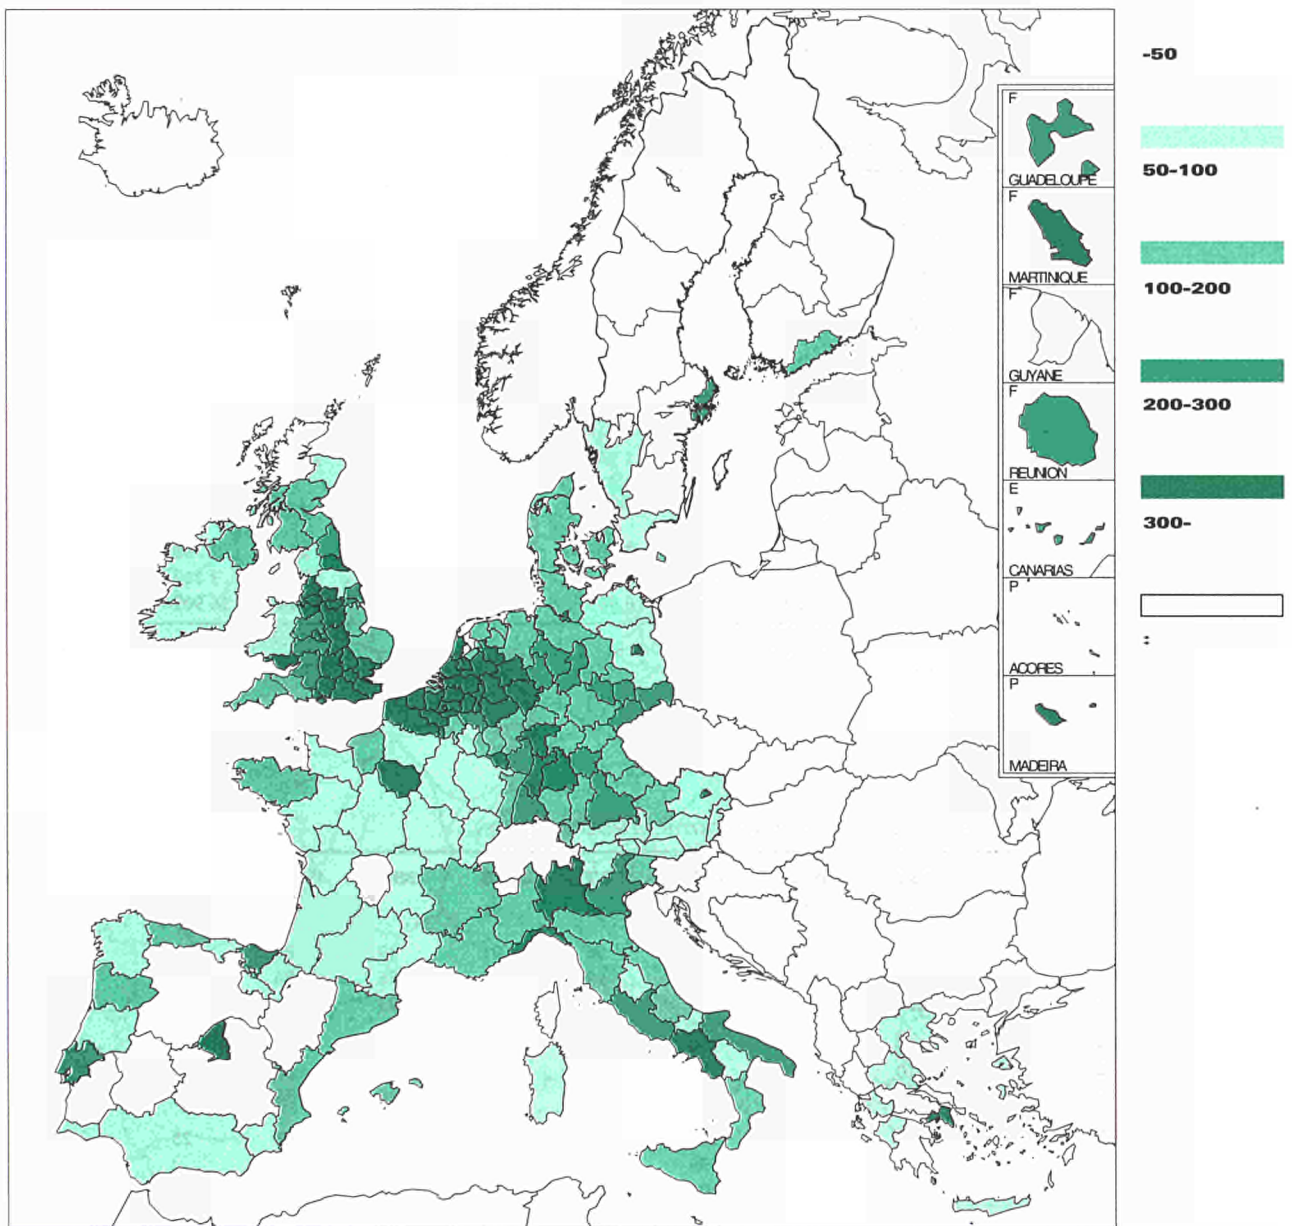 F
GUADELOUPE
F
MARTINIQUE
F
GUYANE
F
REUNION
E
CANARIAS
P
ACORES
P
MADEIRA
-50
50-100
100-200
200-300
300-
: